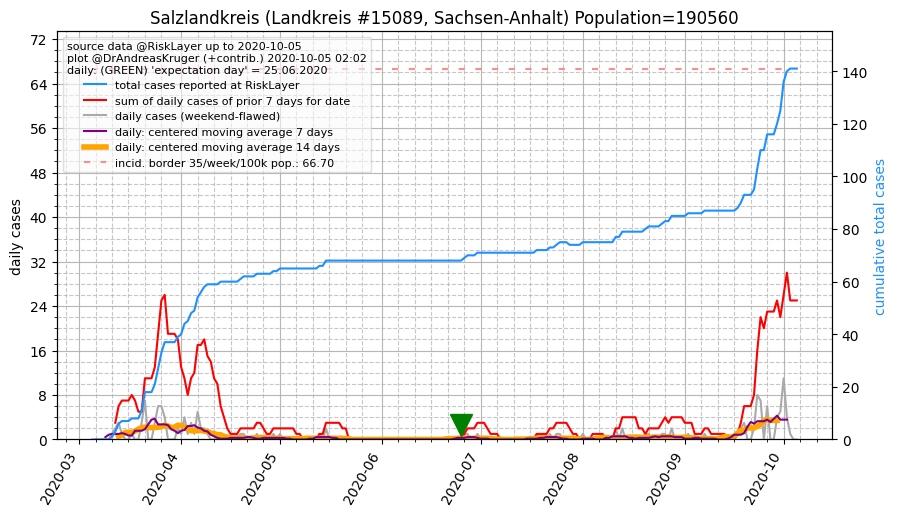 Salzlandkreis (Landkreis #15089, Sachsen-Anhalt) Population=190560
source data @RiskLayer up to 2020-10-05
plot @DrAndreasKruger (+contrib.) 2020-10-05 02:02
daily: (GREEN) 'expectation day' = 25.06.2020
total cases reported at RiskLayer
sum of daily cases of prior 7 days for date
daily cases (weekend-flawed)
daily: centered moving average 7 days
daily: centered moving average 14 days
incid. border 35/week/100k pop.: 66.70
daily cases
72
64
56
48
40
32
24
16
8
0
cumulative total cases
140
120
100
80
60
40
20
0
2020-03
2020-04
2020-05
2020-06
2020-07
2020-08
2020-09
2020-10